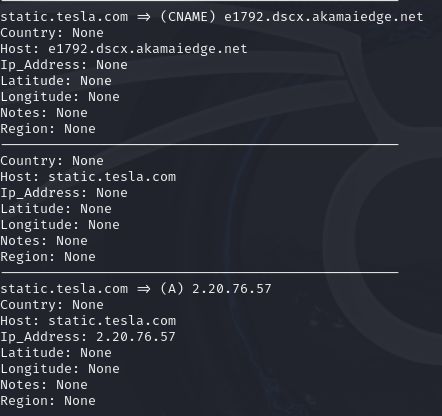 static.tesla.com => (CNAME) e1792.dscx.akamaiedge.net
Country: None
Host: e1792.dscx.akamaiedge.net
Ip_Address: None
Latitude: None
Longitude: None
Notes: None
Region: None
Country: None
Host: static.tesla.com
Ip_Address: None
Latitude: None
Longitude: None
Notes: None
Region: None
static.tesla.com => (A) 2.20.76.57
Country: None
Host: static.tesla.com
Ip_Address: 2.20.76.57
Latitude: None
Longitude: None
Notes: None
Region: None